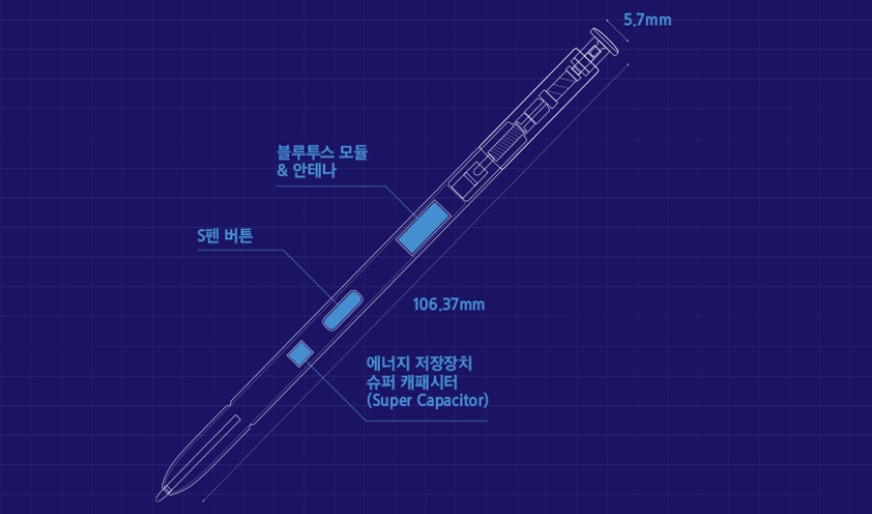 5.7mm
블루투스 모듈
& 안테나
S펜 버튼
106.37mm
에너지 저장장치
슈퍼 캐패시터
(Super Capacitor)